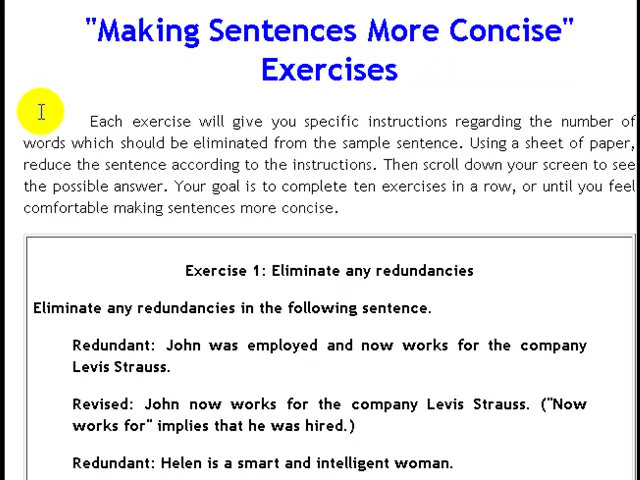 "Making Sentences More Concise"
Exercises
Each exercise will give you specific instructions regarding the number of
words which should be eliminated from the sample sentence. Using a sheet of paper,
reduce the sentence according to the instructions. Then scroll down your screen to see
the possible answer. Your goal is to complete ten exercises in a row, or until you feel
comfortable making sentences more concise.
Exercise 1: Eliminate any redundancies
Eliminate any redundancies in the following sentence.
Redundant: John was employed and now works for the company
Levis Strauss.
Revised: John now works for the company Levis Strauss. ("Now
works for" implies that he was hired.)
Redundant: Helen is a smart and intelligent woman.